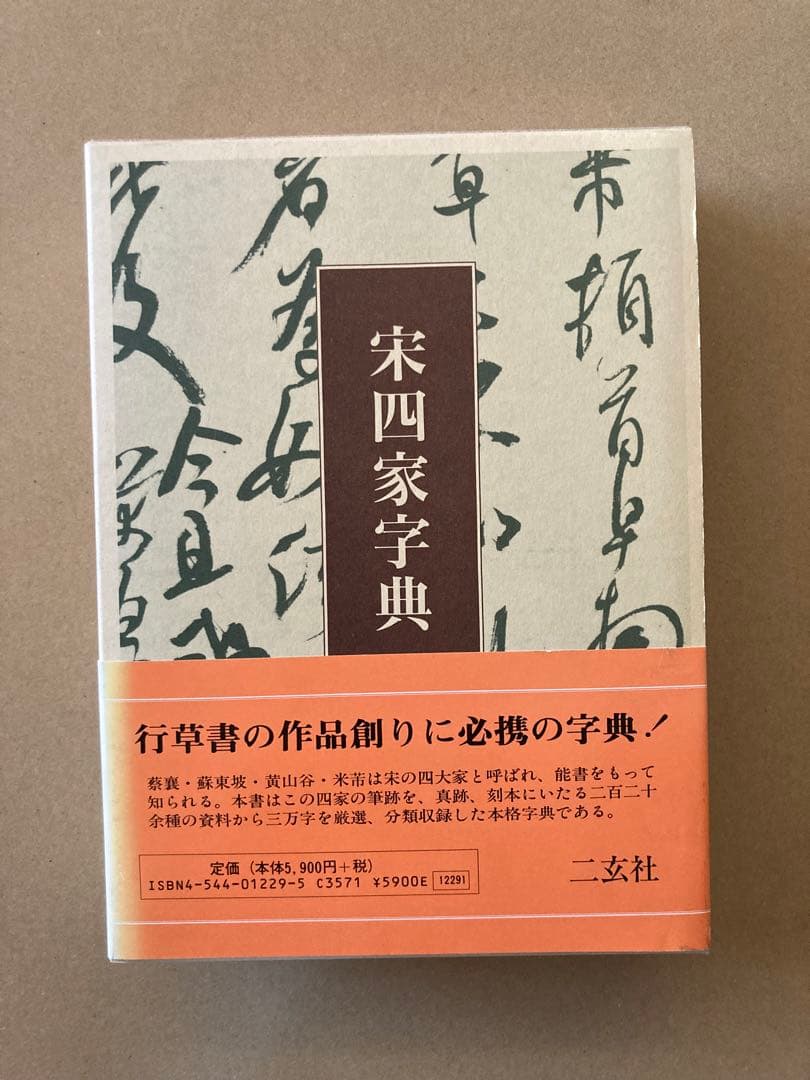 宋四家字典
行草書の作品創りに必携の字典！
蔡襄・蘇東坡・黄山谷・米芾は宋の四大家と呼ばれ、能書をもって
知られる。本書はこの四家の筆跡を、真跡、刻本にいたる二百二十
余種の資料から三万字を厳選、分類収録した本格字典である。
定価（本体5,900円＋税）
ISBN4-544-01229-5 C3571 ¥5900E 12291
二玄社